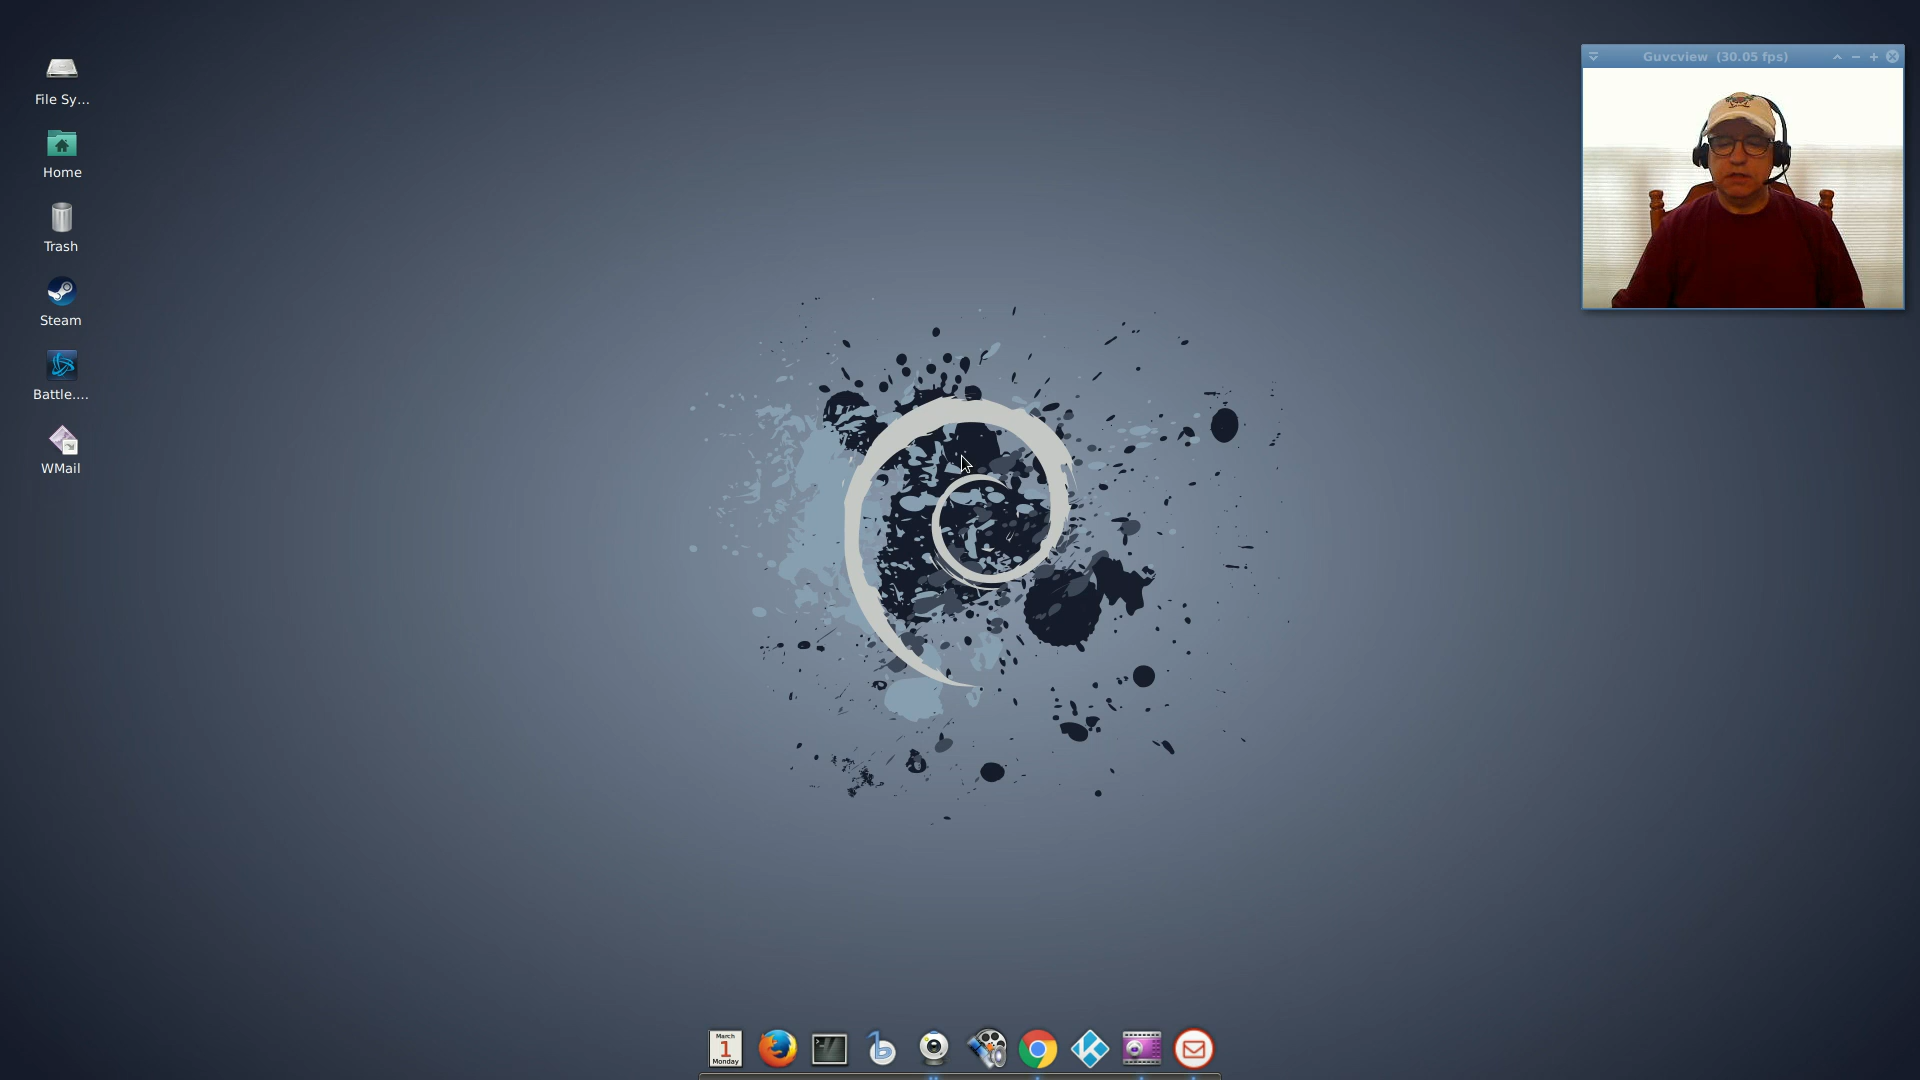 File Sy...
Home
Trash
Steam
Battle....
WMail
Guvcview (30.05 fps)
March
1
Monday